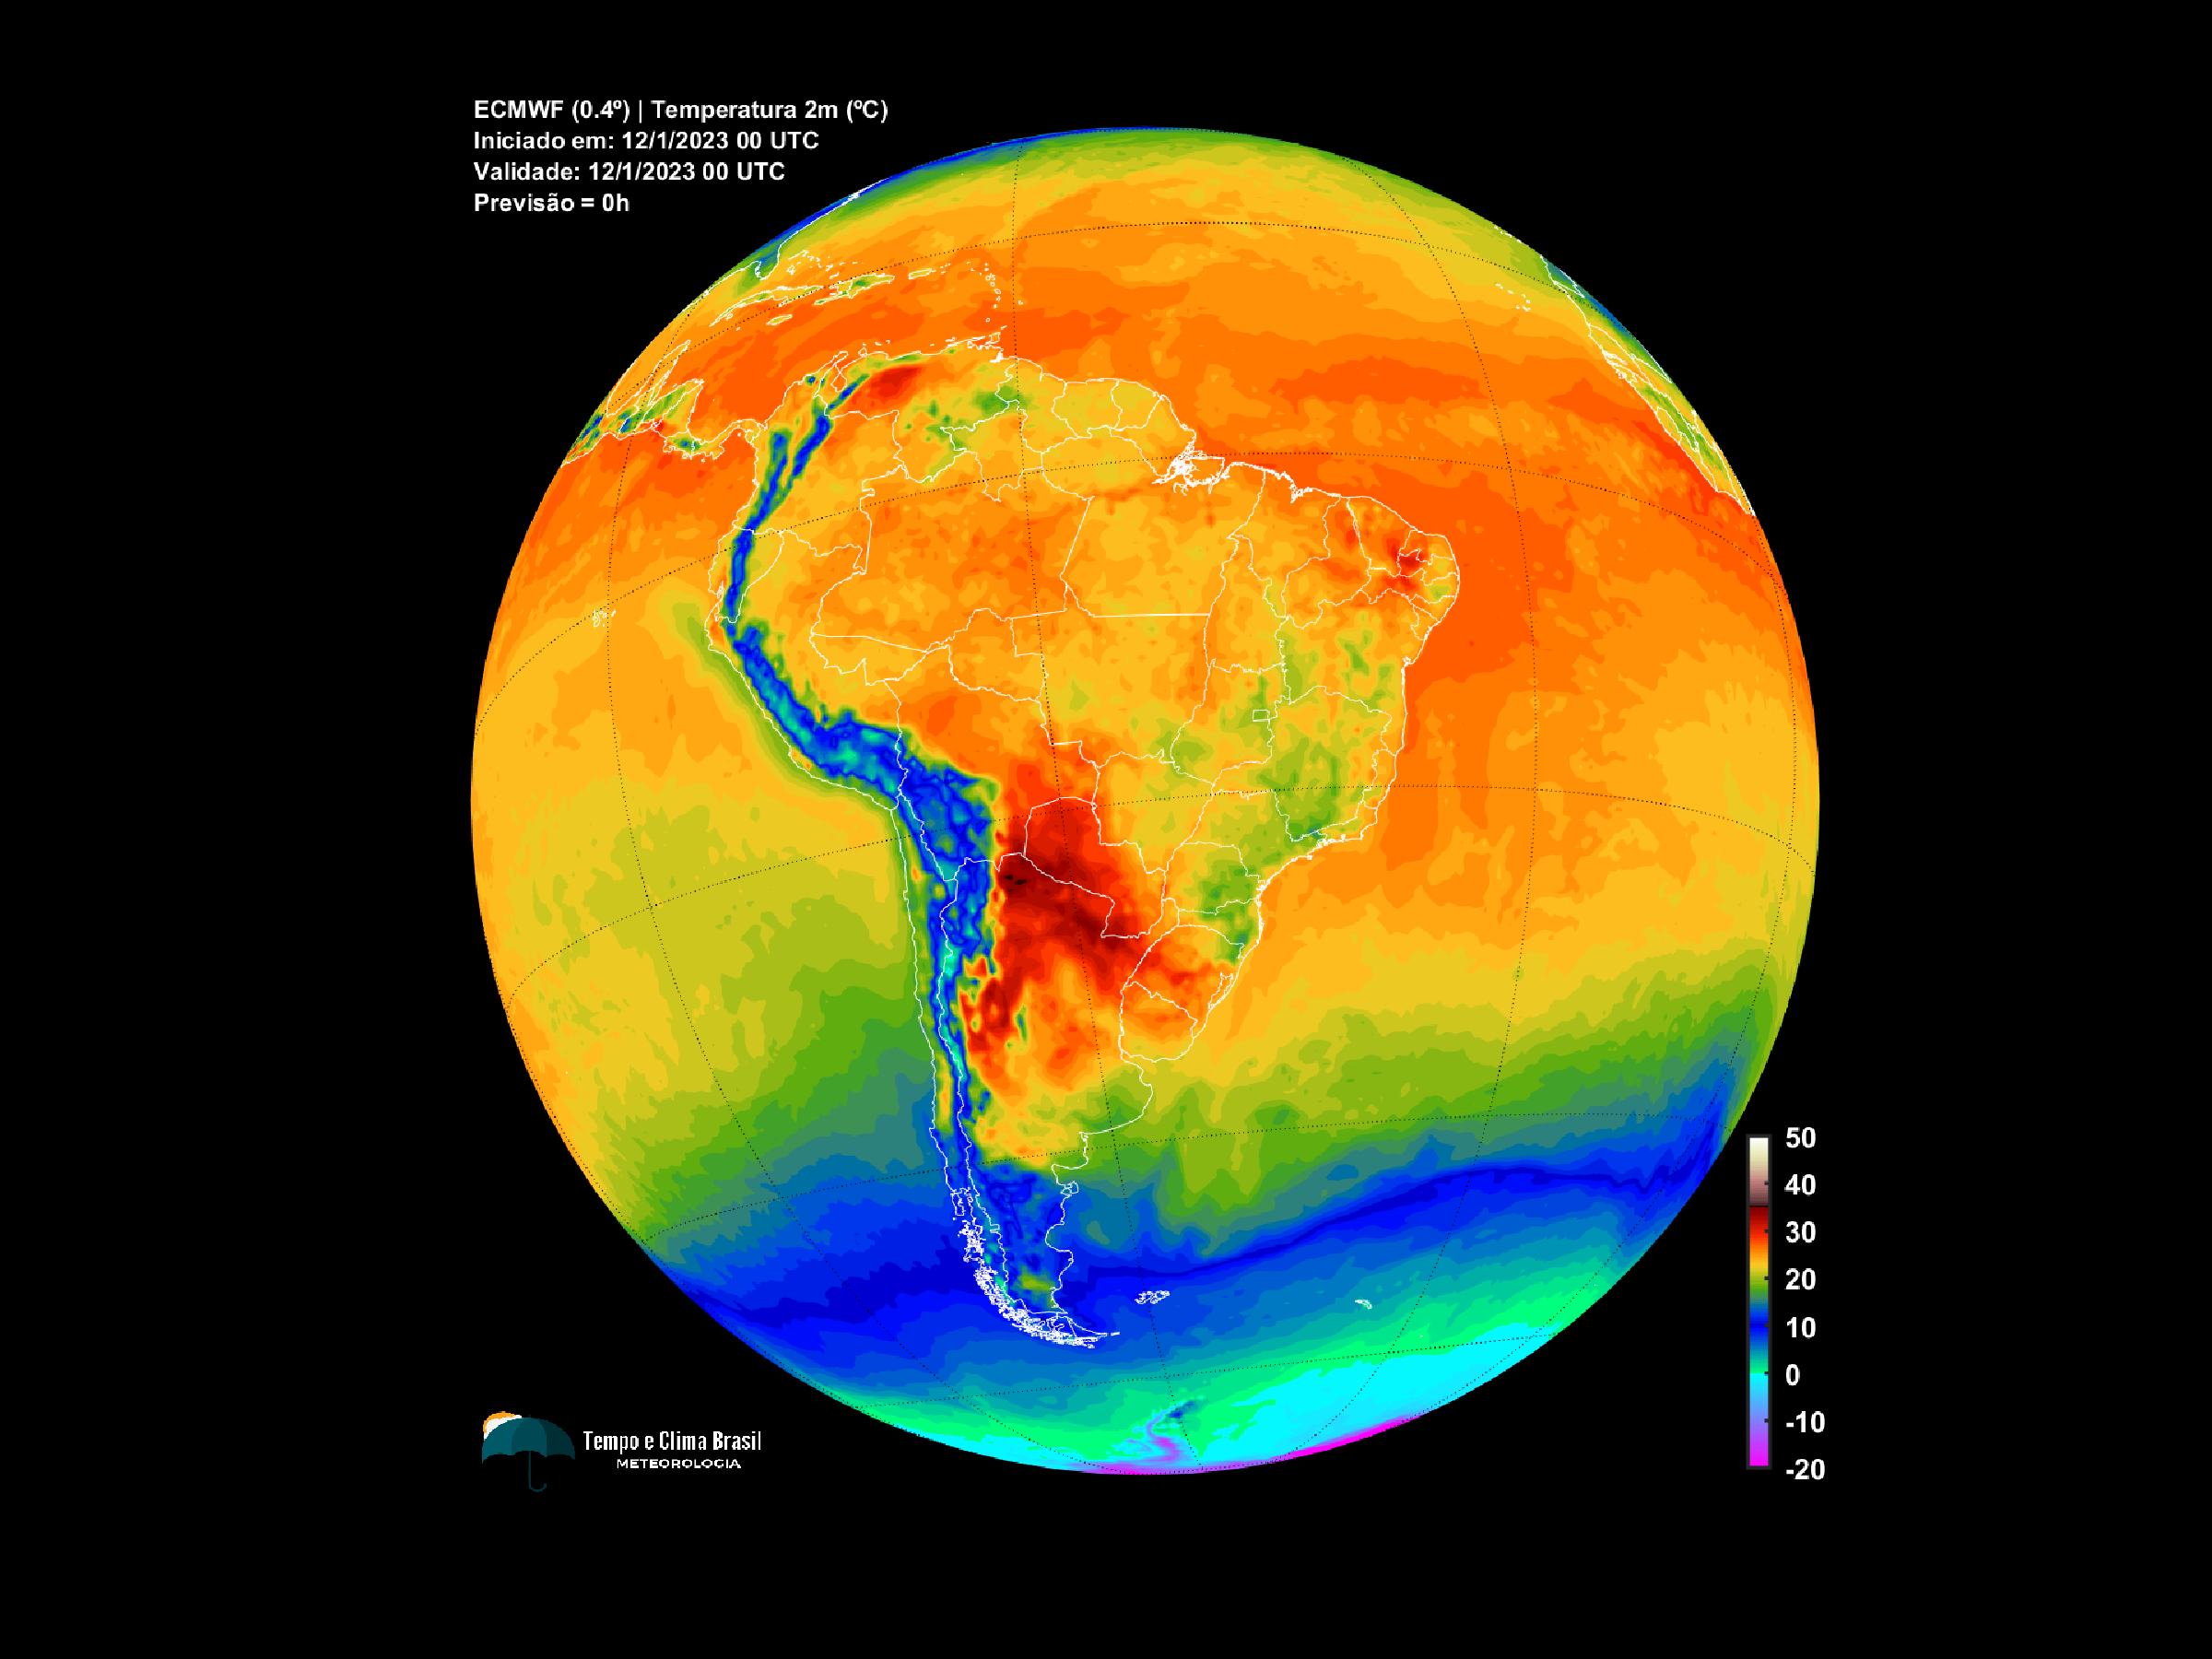 ECMWF (0.4º) | Temperatura 2m (ºC)
Iniciado em: 12/1/2023 00 UTC
Validade: 12/1/2023 00 UTC
Previsão = 0h
50
40
30
20
10
0
-10
-20
Tempo e Clima Brasil
METEOROLOGIA